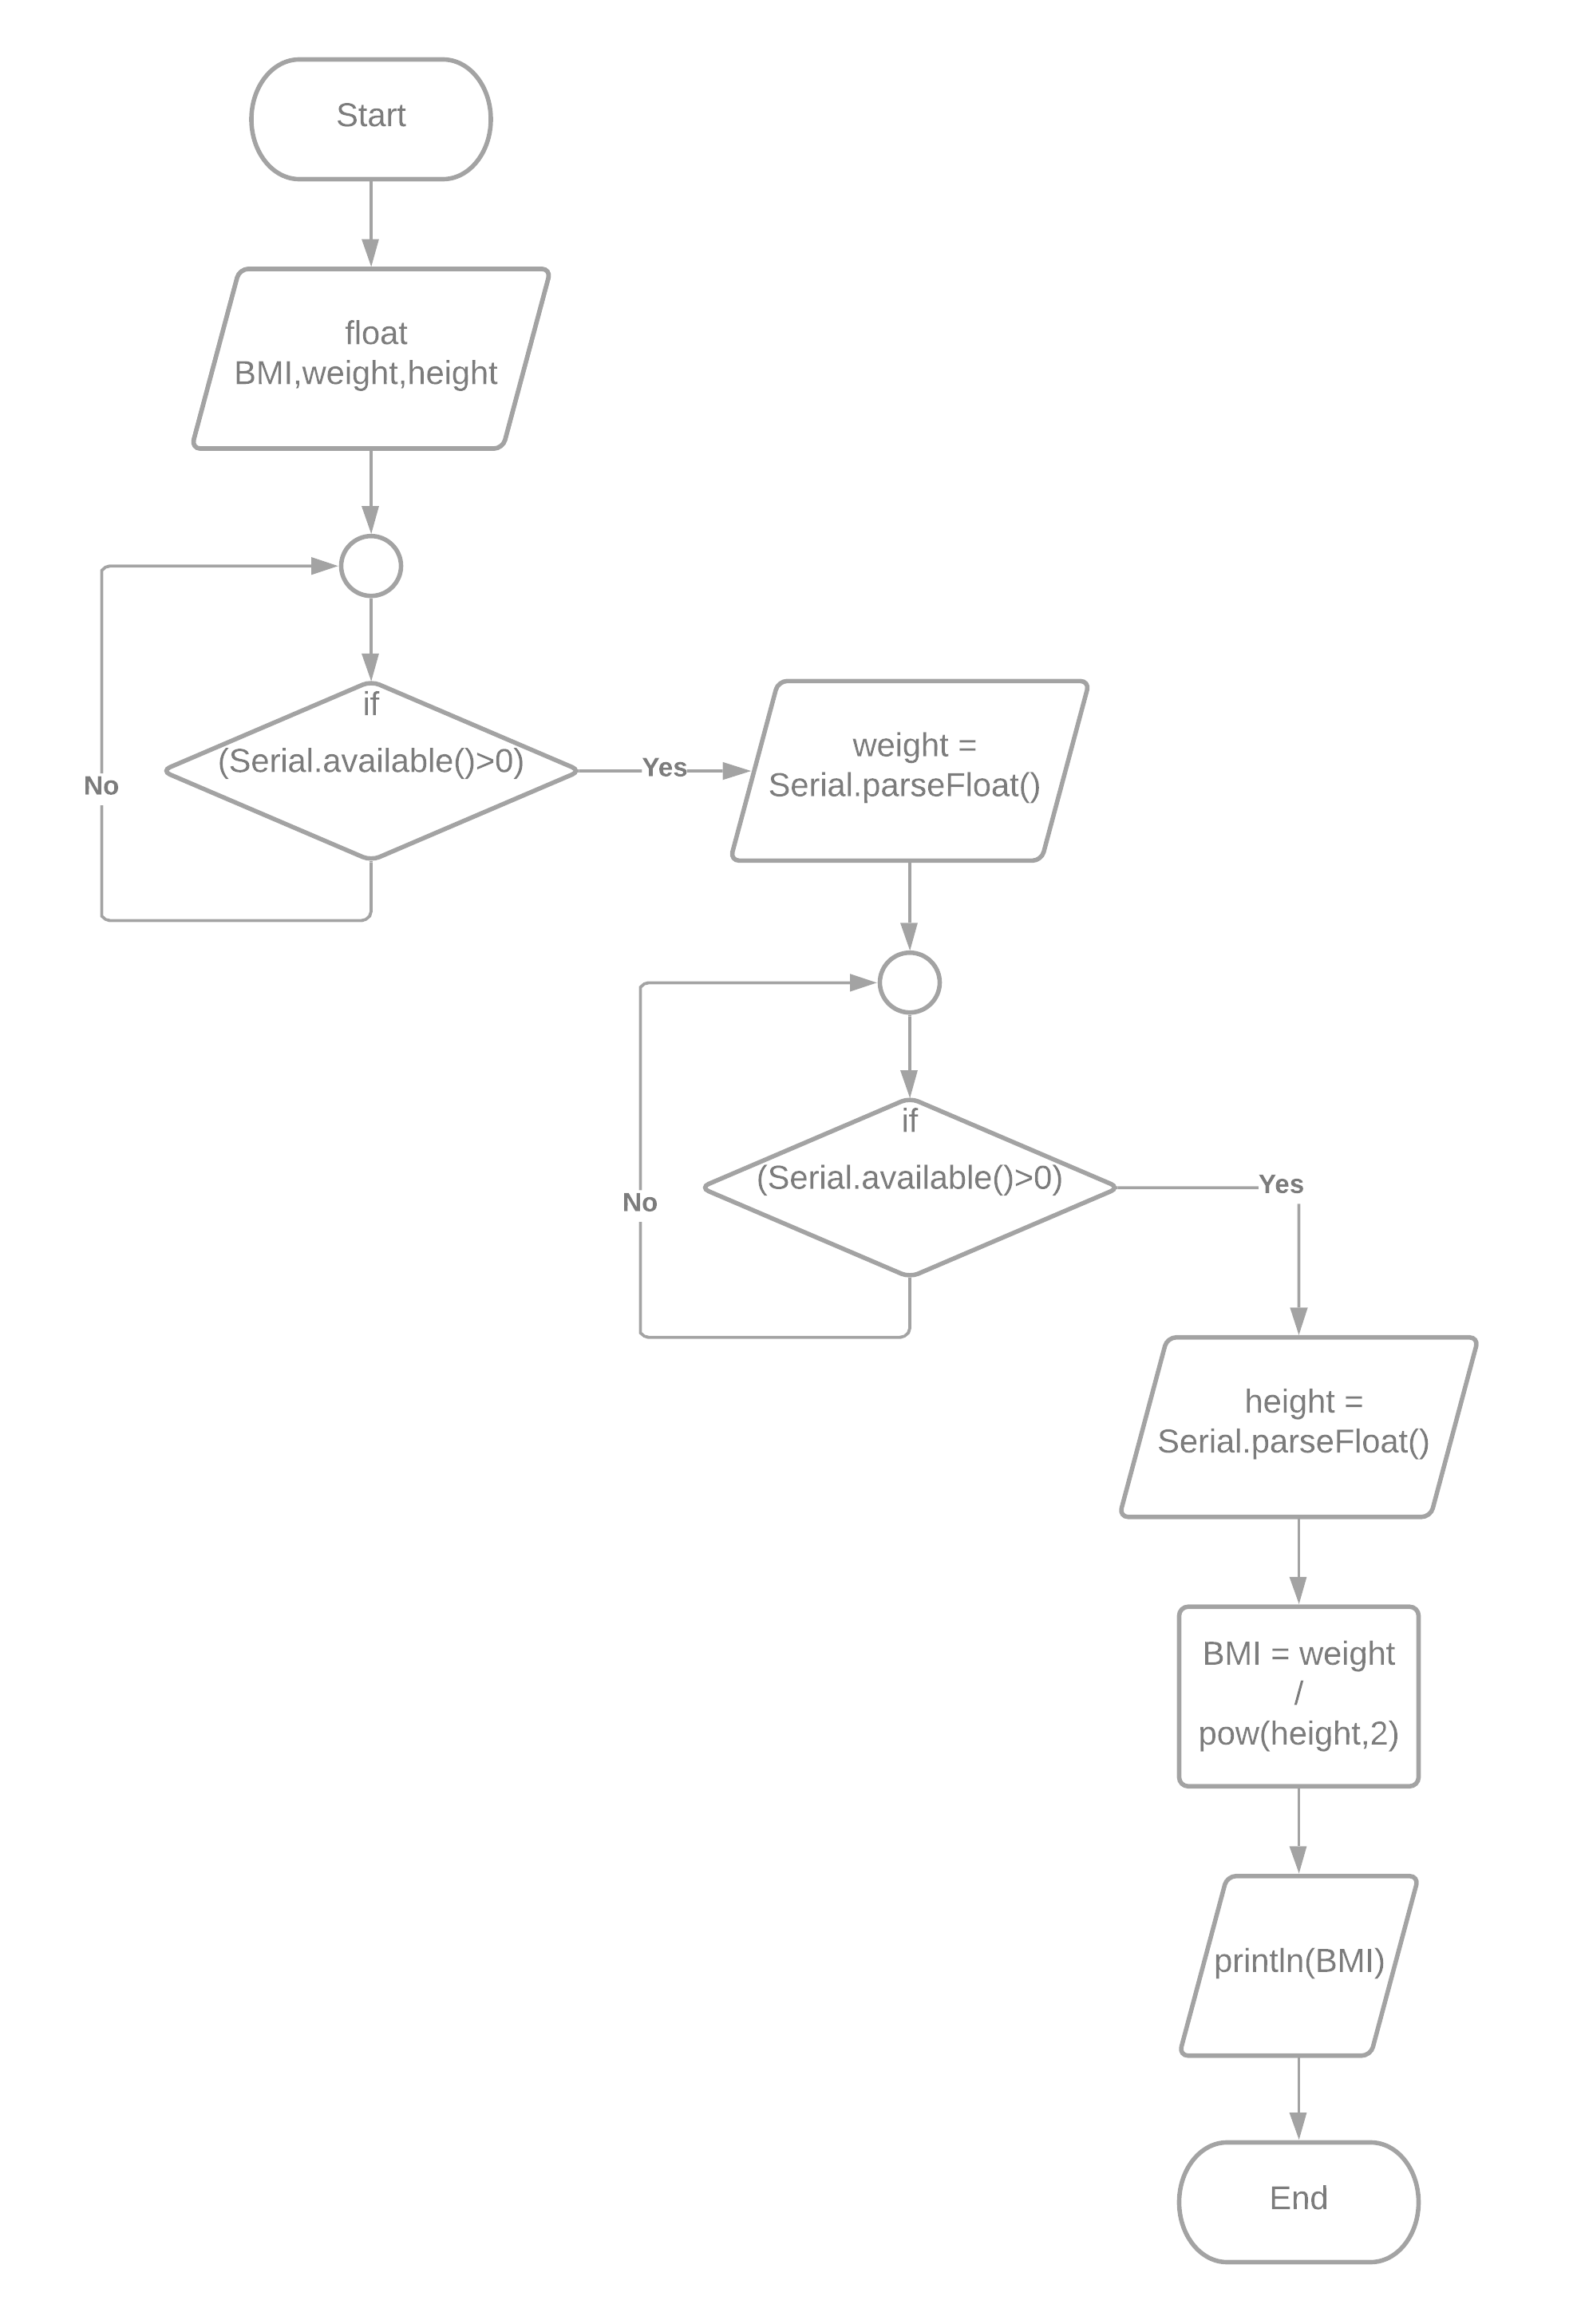 Start
float
BMI,weight,height
if
(Serial.available()>0)
No
Yes
weight =
Serial.parseFloat()
if
(Serial.available()>0)
No
Yes
height =
Serial.parseFloat()
BMI = weight
/
pow(height,2)
println(BMI)
End